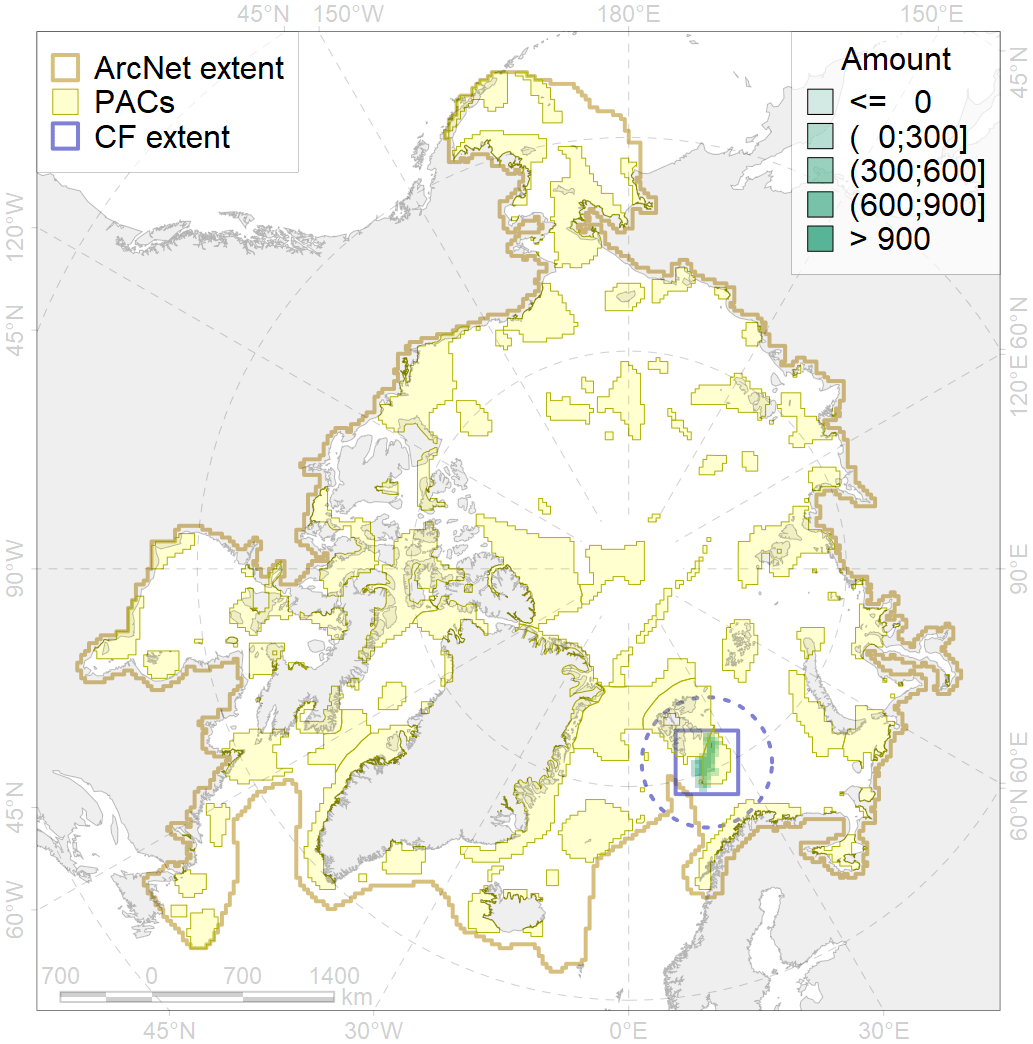 45°N 150°W 180°E 150°E
ArcNet extent
PACs
CF extent
Amount
<= 0
( 0;300]
(300;600]
(600;900]
> 900
45°N
120°W
45°N
90°W
45°N
60°W
60°N
120°E
90°E
60°E
60°N
700 0 700 1400
km
45°N 30°W 0°E 30°E